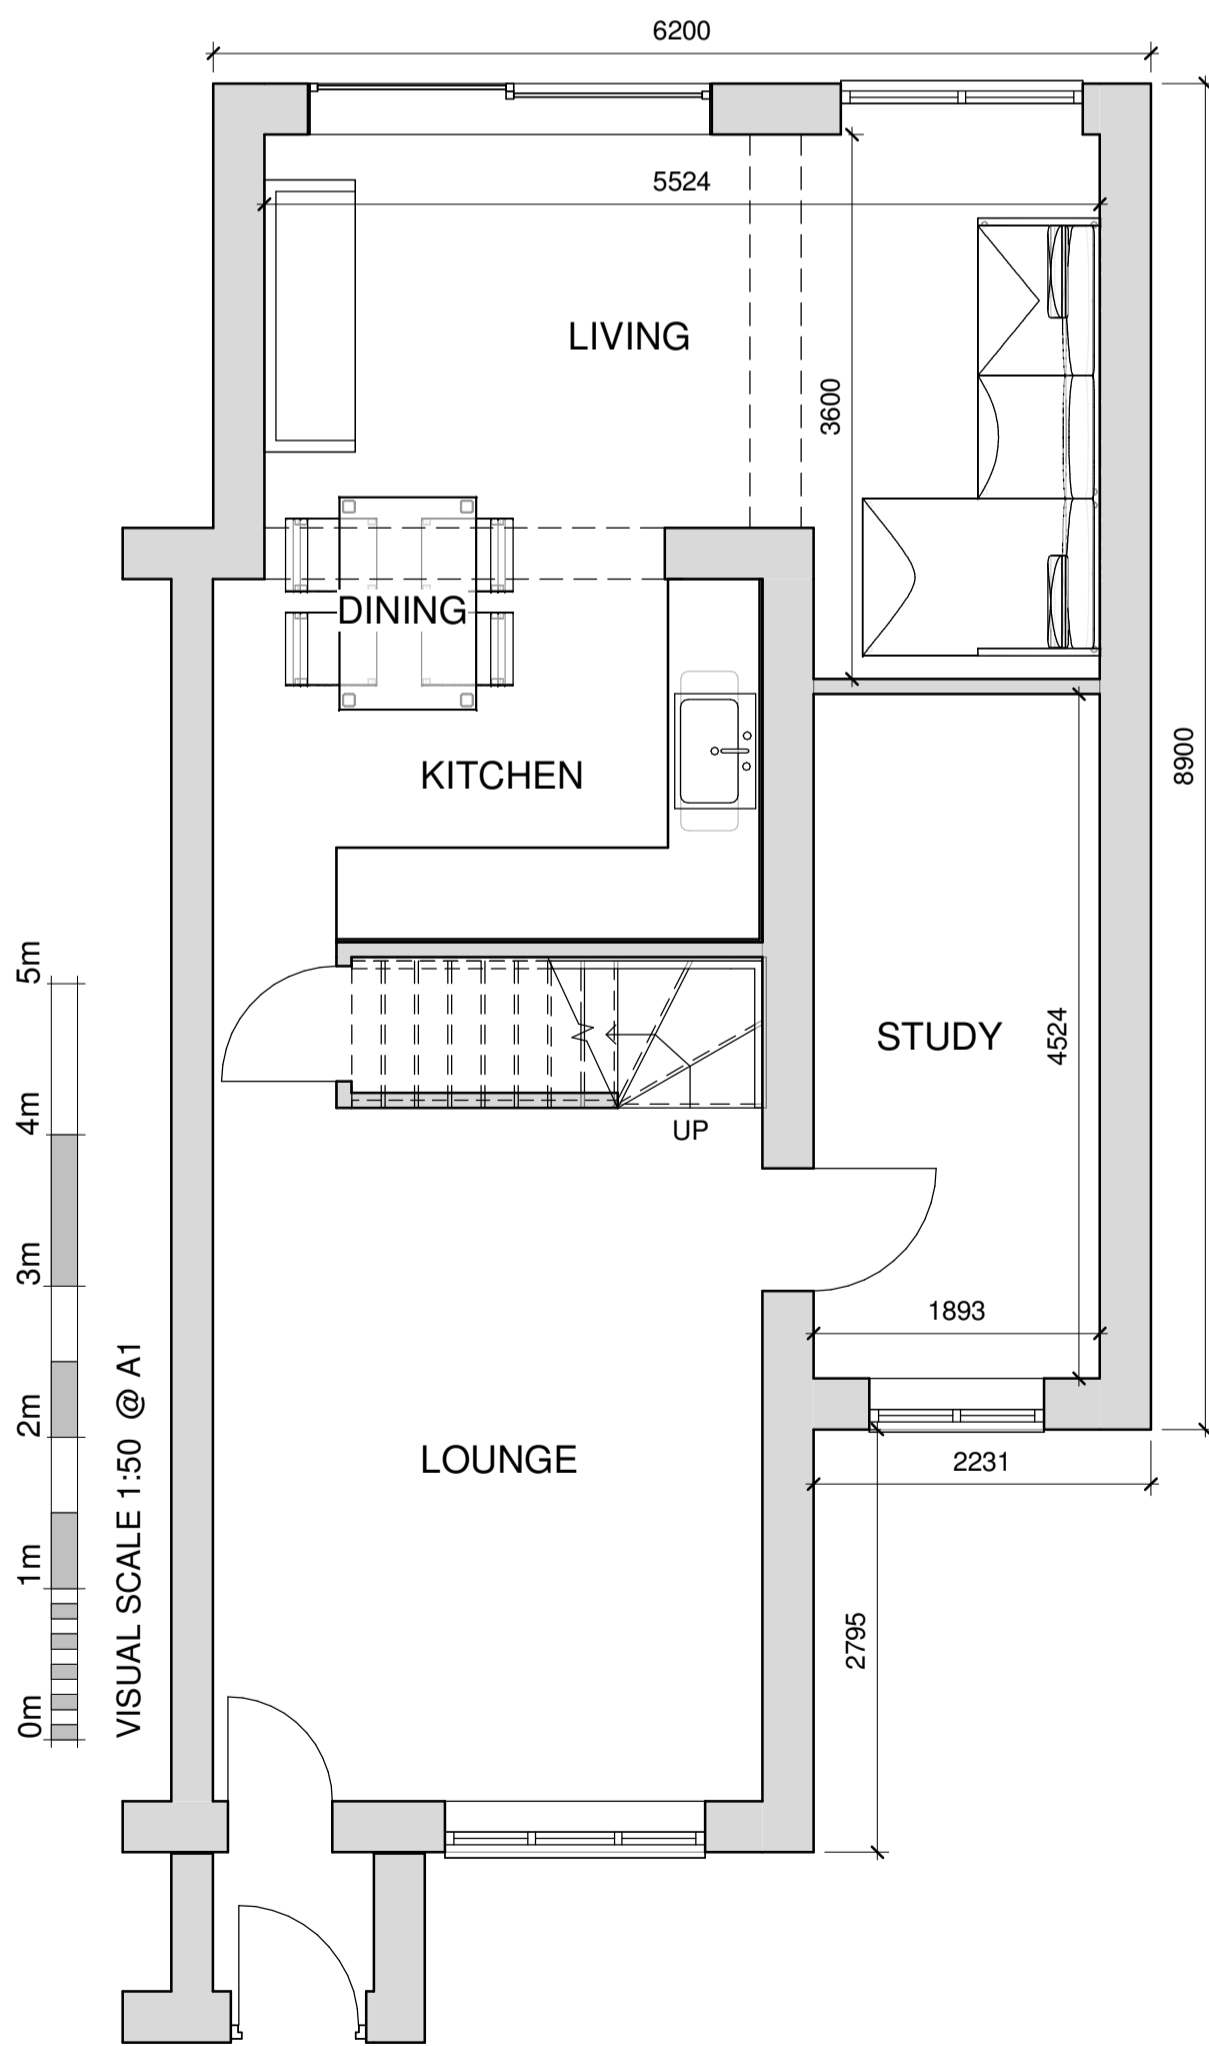 6200
5524
LIVING
3600
DINING
8900
KITCHEN
STUDY
4524
UP
1893
LOUNGE
2231
2795
5m
4m
3m
2m
1m
0m
VISUAL SCALE 1:50 @ A1